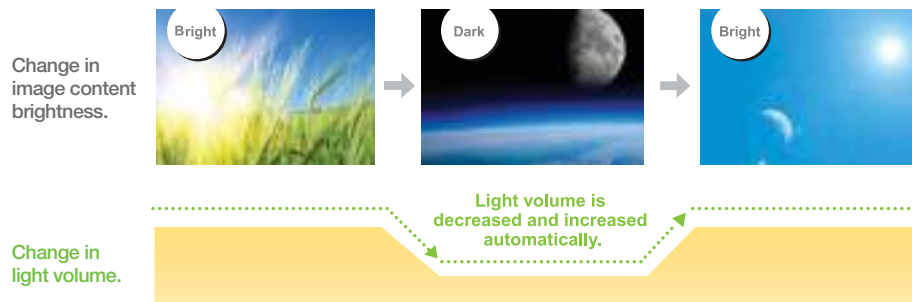 Bright
Dark
Bright
Change in
image content
brightness.
Light volume is
decreased and increased
automatically.
Change in
light volume.